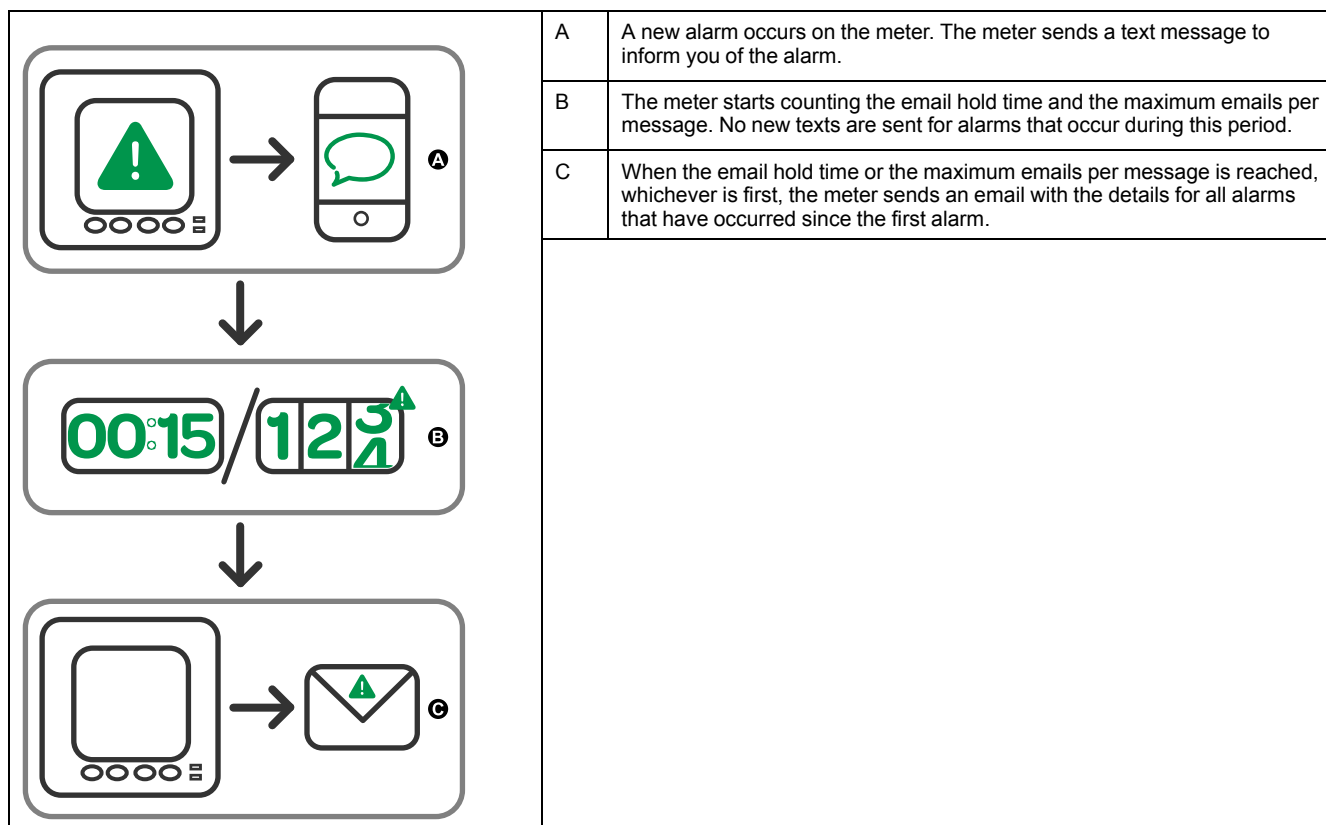 A
A new alarm occurs on the meter. The meter sends a text message to
inform you of the alarm.
B
The meter starts counting the email hold time and the maximum emails per
message. No new texts are sent for alarms that occur during this period.
C
When the email hold time or the maximum emails per message is reached,
whichever is first, the meter sends an email with the details for all alarms
that have occurred since the first alarm.
!
A
00:15/12 3 !
4
B
!
C